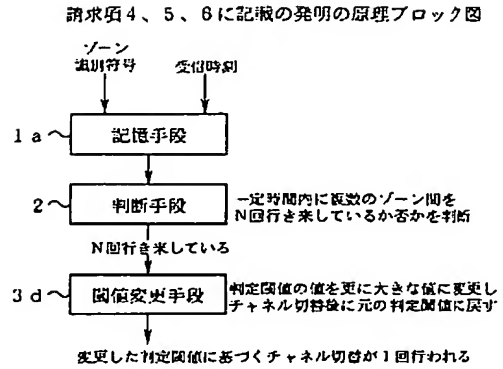 請求項4、5、6に記載の発明の原理ブロック図
ゾーン
識別符号
受信時刻
1a
記憶手段
2
判断手段
一定時間内に複数のゾーン間を
N回行き来しているか否かを判断
N回行き来している
3d
閾値変更手段
判定閾値の値を更に大きな値に変更し
チャネル切替後に元の判定閾値に戻す
変更した判定閾値に基づくチャネル切替が1回行われる